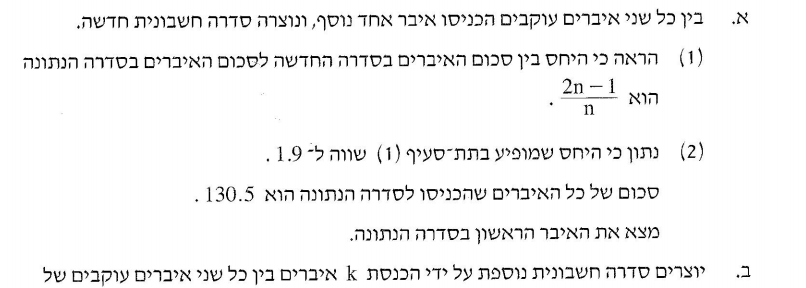 א. בין כל שני איברים עוקבים הכניסו איבר אחד נוסף, ונוצרה סדרה חשבונית חדשה.
(1) הראה כי היחס בין סכום האיברים בסדרה החדשה לסכום האיברים בסדרה הנתונה
הוא \frac{2n-1}{n} .
(2) נתון כי היחס שמופיע בתת־סעיף (1) שווה ל־ 1.9 .
סכום של כל האיברים שהכניסו לסדרה הנתונה הוא 130.5 .
מצא את האיבר הראשון בסדרה הנתונה.
ב. יוצרים סדרה חשבונית נוספת על ידי הכנסת k איברים בין כל שני איברים עוקבים של